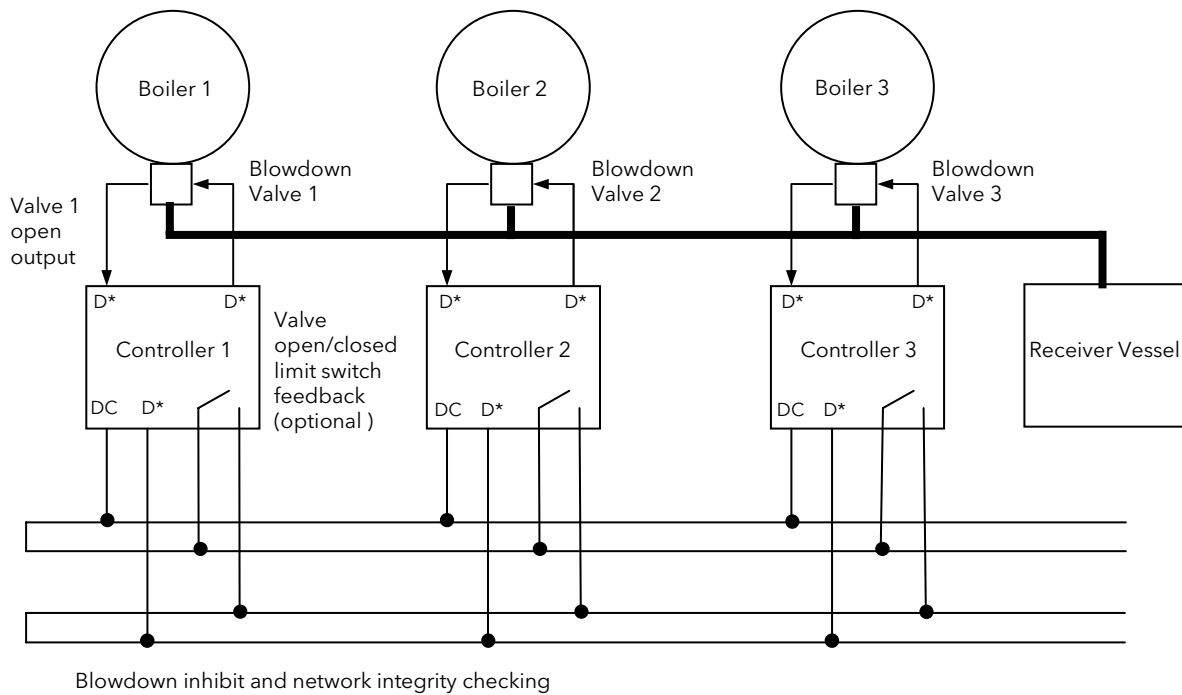 Boiler 1
Boiler 2
Boiler 3
Blowdown
Valve 1
Blowdown
Valve 2
Blowdown
Valve 3
Valve 1
open
output
D*
D*
D*
D*
D*
D*
Controller 1
Valve
open/closed
limit switch
feedback
(optional )
Controller 2
Controller 3
Receiver Vessel
DC
D*
DC
D*
DC
D*
Blowdown inhibit and network integrity checking